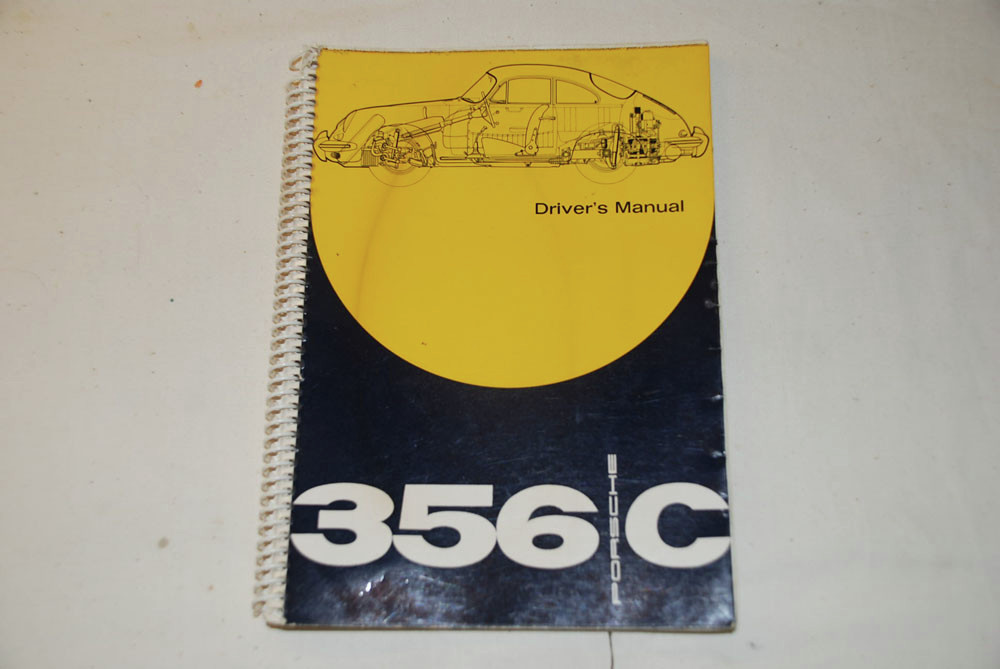 Driver's Manual
356 C
PORSCHE